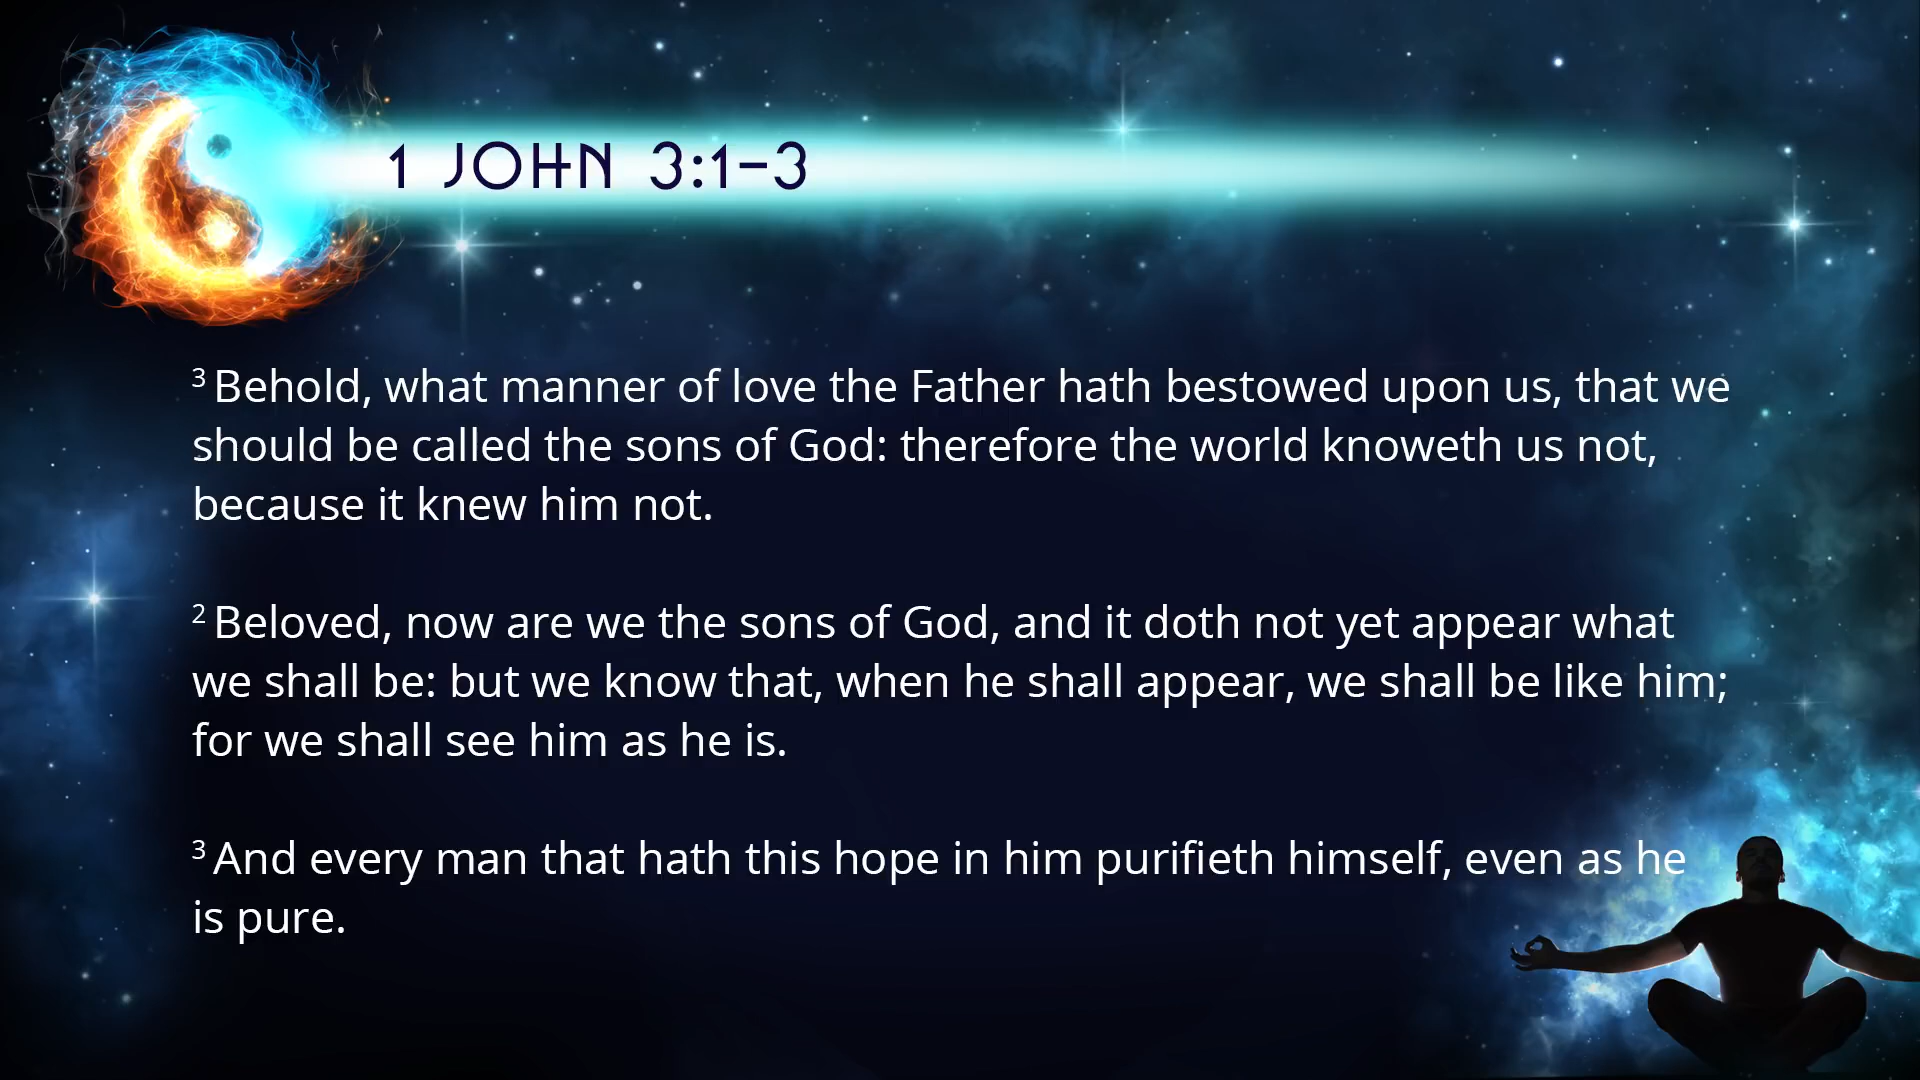 1 JOHN 3:1-3
3 Behold, what manner of love the Father hath bestowed upon us, that we
should be called the sons of God: therefore the world knoweth us not,
because it knew him not.
2 Beloved, now are we the sons of God, and it doth not yet appear what
we shall be: but we know that, when he shall appear, we shall be like him;
for we shall see him as he is.
3 And every man that hath this hope in him purifieth himself, even as he
is pure.